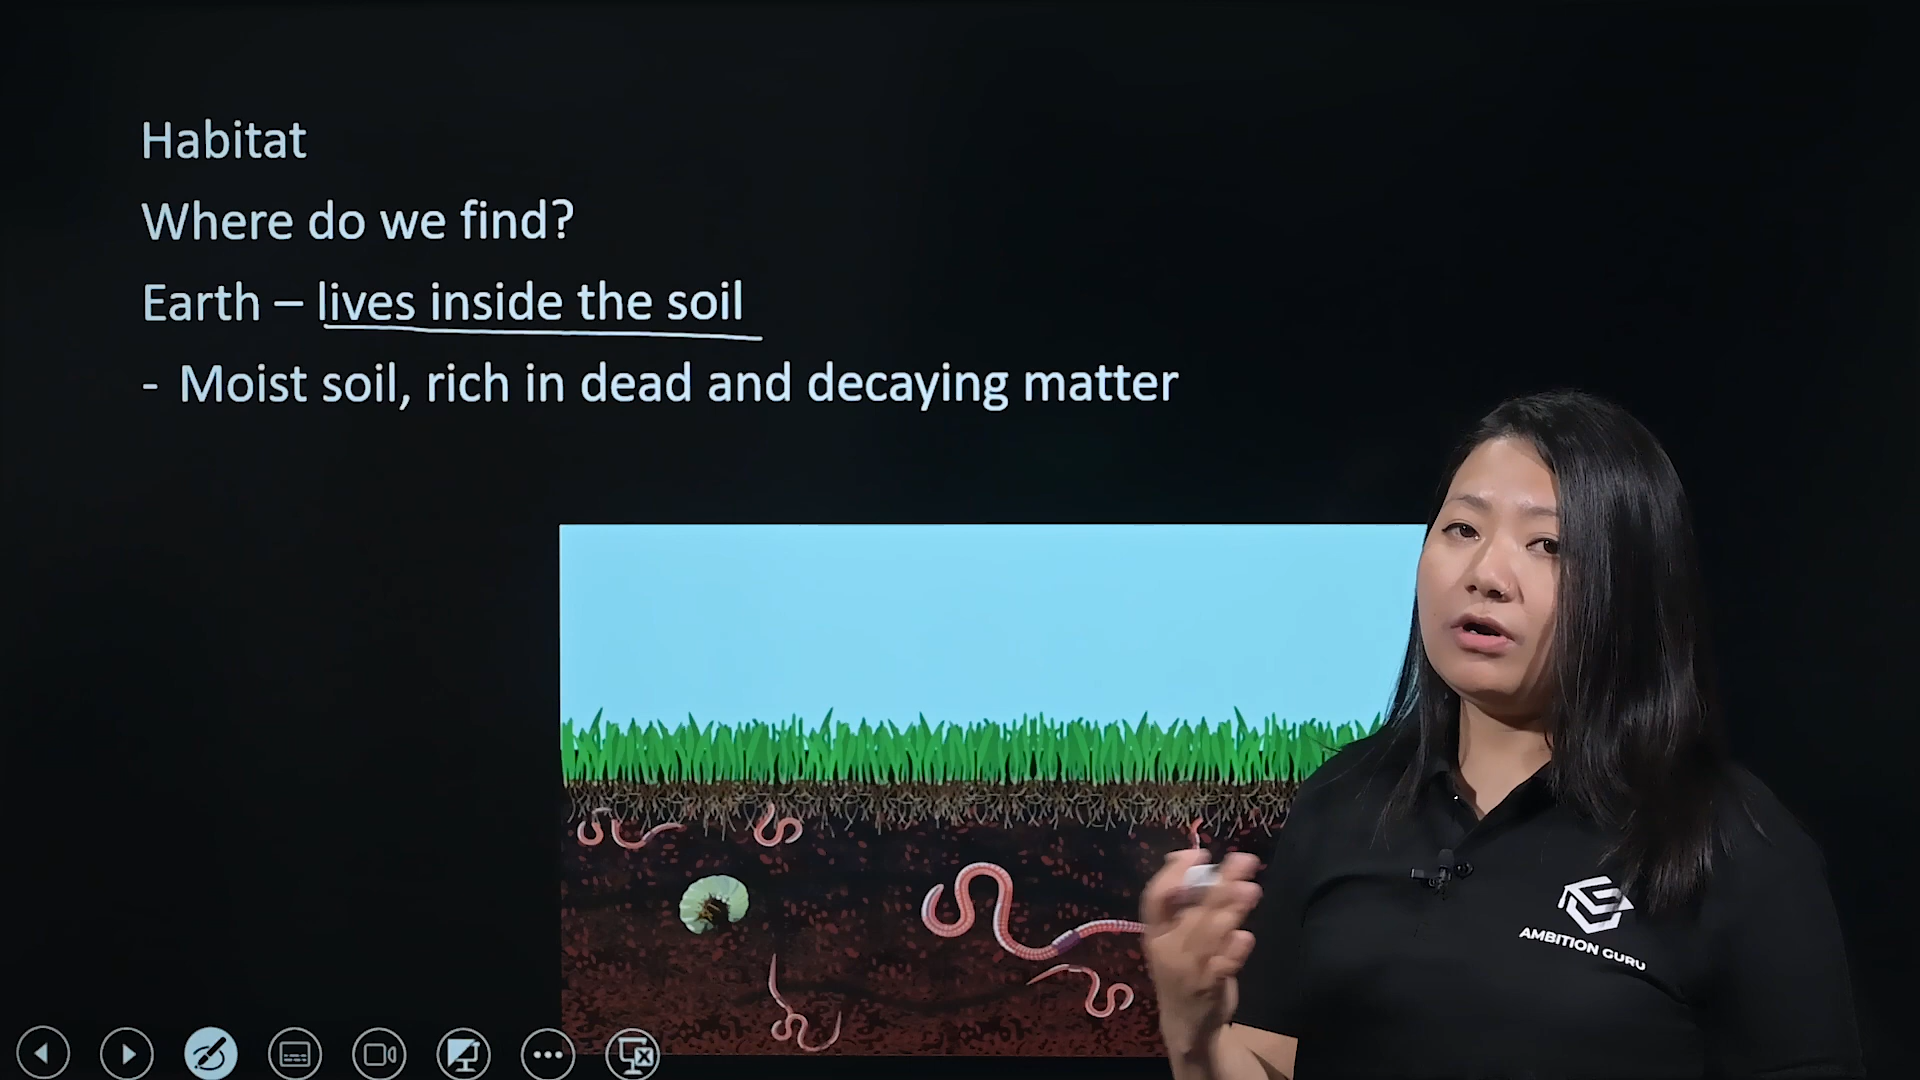 Habitat
Where do we find?
Earth – lives inside the soil
- Moist soil, rich in dead and decaying matter
AMBITION GURU